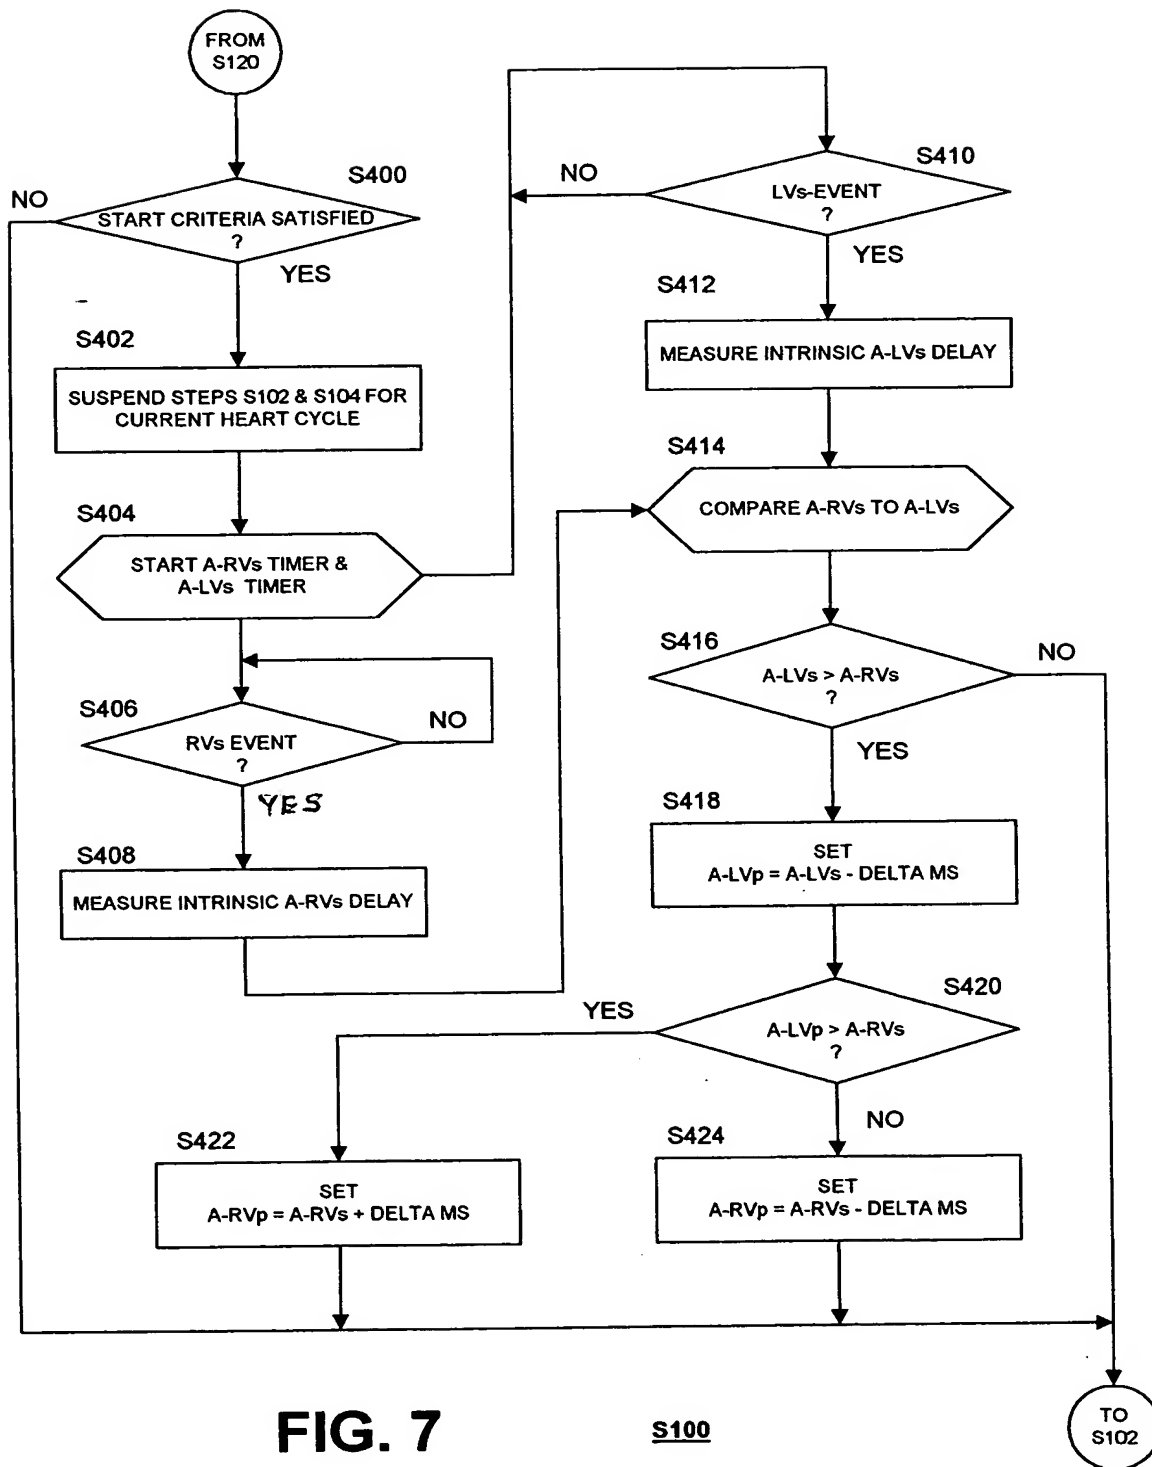 FROM
S120
S400
NO
START CRITERIA SATISFIED
?
YES
S402
SUSPEND STEPS S102 & S104 FOR
CURRENT HEART CYCLE
S404
START A-RVs TIMER &
A-LVs TIMER
S406
NO
RVs EVENT
?
YES
S408
MEASURE INTRINSIC A-RVs DELAY
S410
NO
LVs-EVENT
?
YES
S412
MEASURE INTRINSIC A-LVs DELAY
S414
COMPARE A-RVs TO A-LVs
S416
NO
A-LVs > A-RVs
?
YES
S418
SET
A-LVp = A-LVs - DELTA MS
S420
YES
A-LVp > A-RVs
?
NO
S422
SET
A-RVp = A-RVs + DELTA MS
S424
SET
A-RVp = A-RVs - DELTA MS
TO
S102
FIG. 7
S100